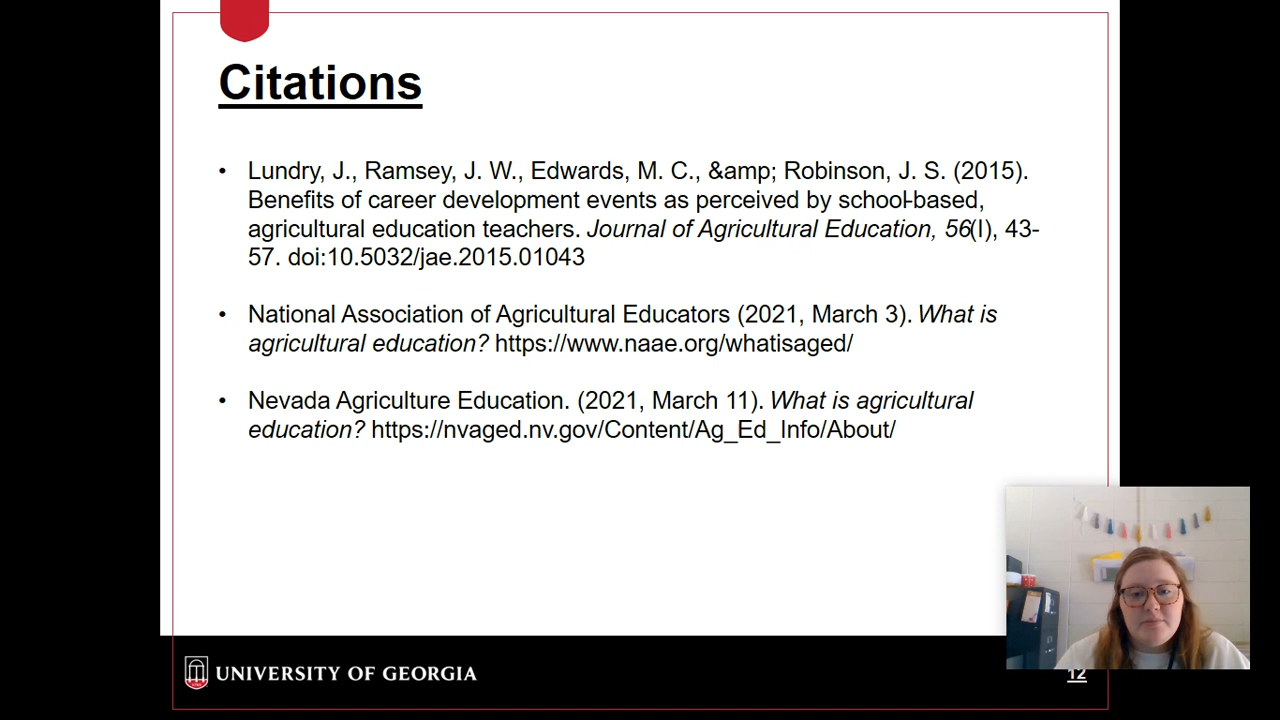 Citations
• Lundry, J., Ramsey, J. W., Edwards, M. C., &amp; Robinson, J. S. (2015).
Benefits of career development events as perceived by school-based,
agricultural education teachers. Journal of Agricultural Education, 56(I), 43-
57. doi:10.5032/jae.2015.01043
• National Association of Agricultural Educators (2021, March 3). What is
agricultural education? https://www.naae.org/whatisaged/
• Nevada Agriculture Education. (2021, March 11). What is agricultural
education? https://nvaged.nv.gov/Content/Ag_Ed_Info/About/
UNIVERSITY OF GEORGIA
12